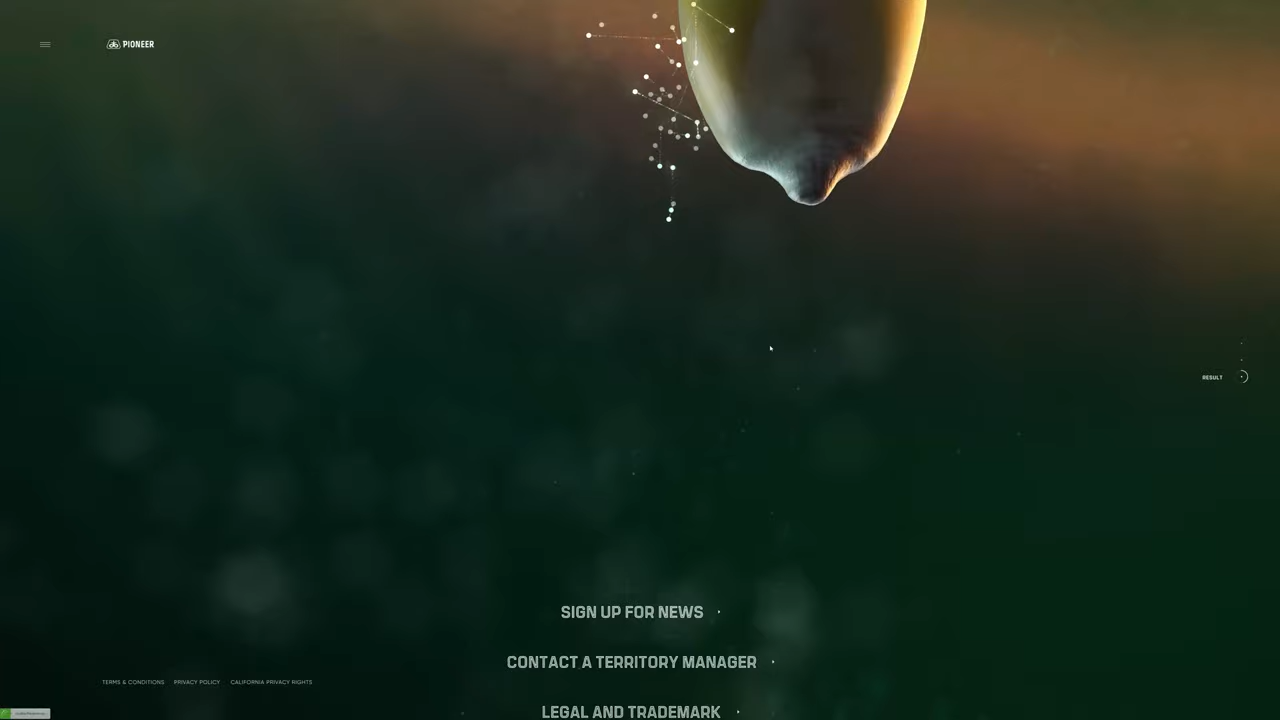 PIONEER
RESULT
SIGN UP FOR NEWS
CONTACT A TERRITORY MANAGER
TERMS & CONDITIONS PRIVACY POLICY CALIFORNIA PRIVACY RIGHTS
LEGAL AND TRADEMARK